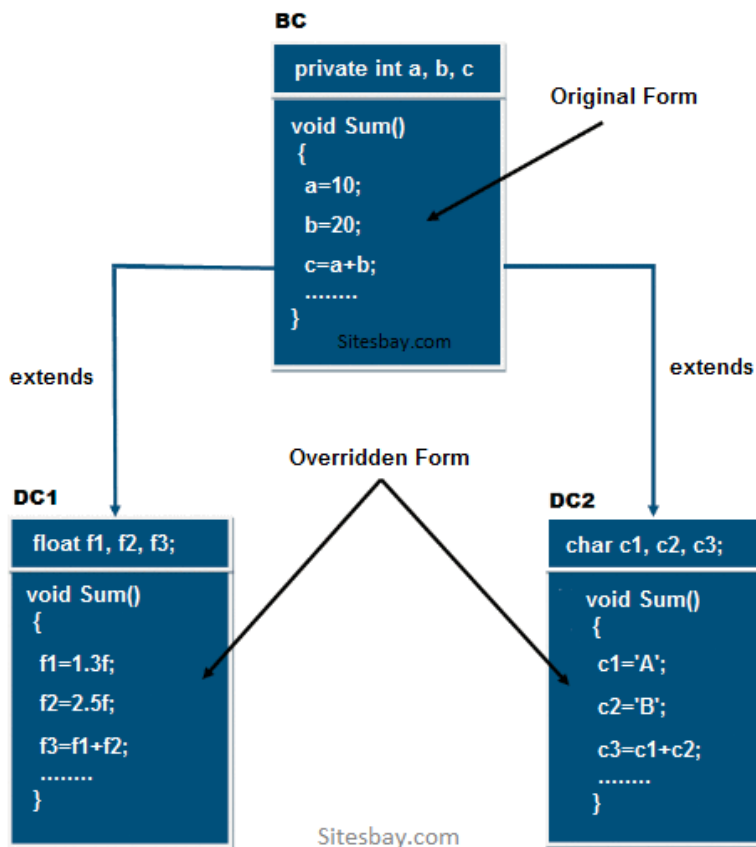 BC
private int a, b, c
Original Form
void Sum()
{
a=10;
b=20;
c=a+b;
........
}
Sitesbay.com
extends
extends
Overridden Form
DC1
float f1, f2, f3;
void Sum()
{
f1=1.3f;
f2=2.5f;
f3=f1+f2;
........
}
DC2
char c1, c2, c3;
void Sum()
{
c1='A';
c2='B';
c3=c1+c2;
........
}
Sitesbay.com